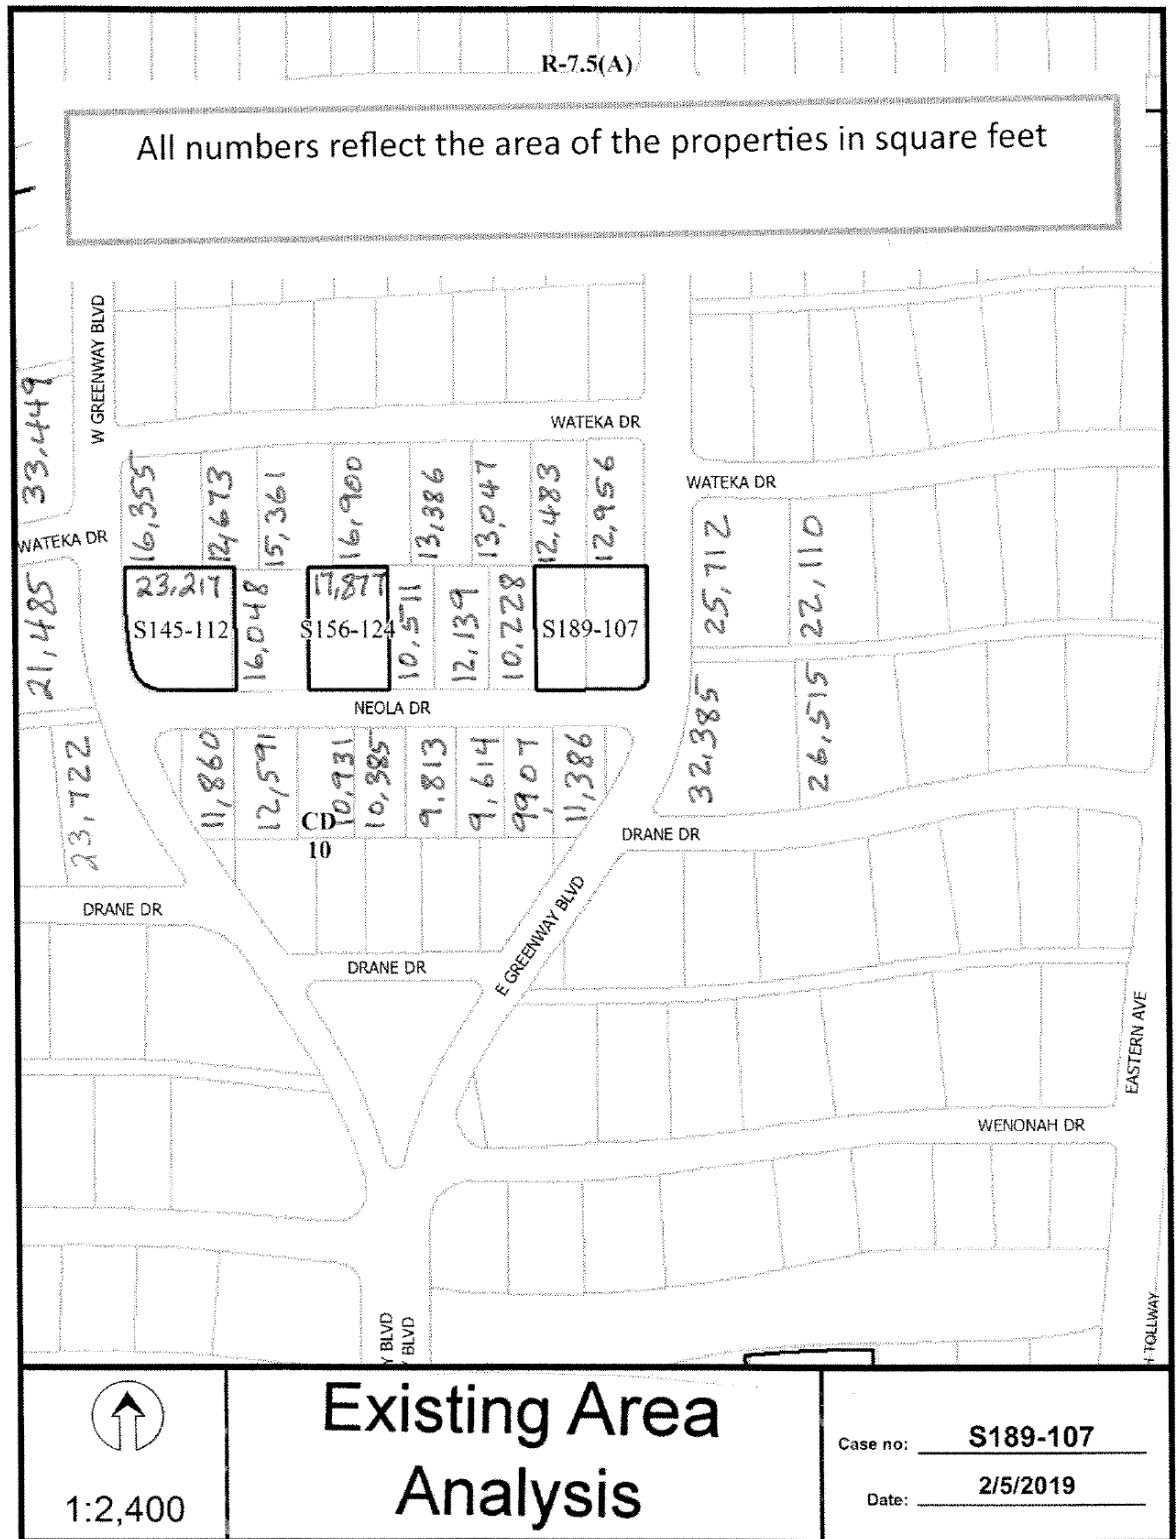 R-7.5(A)
All numbers reflect the area of the properties in square feet
W GREENWAY BLVD
WATEKA DR
33,449
16,355
12,673
15,361
16,900
13,386
13,047
12,483
12,956
WATEKA DR
WATEKA DR
25,712
22,110
21,485
23,217
S145-112
16,048
17,877
S156-124
10,511
12,139
10,228
S189-107
NEOLA DR
32,385
26,515
23,722
11,860
12,591
10,931
10,385
9,813
9,614
9907
11,386
CD
10
DRANE DR
DRANE DR
DRANE DR
E GREENWAY BLVD
EASTERN AVE
WENONAH DR
Y BLVD
Y BLVD
H TOLLWAY
1:2,400
Existing Area
Analysis
Case no: S189-107
Date: 2/5/2019